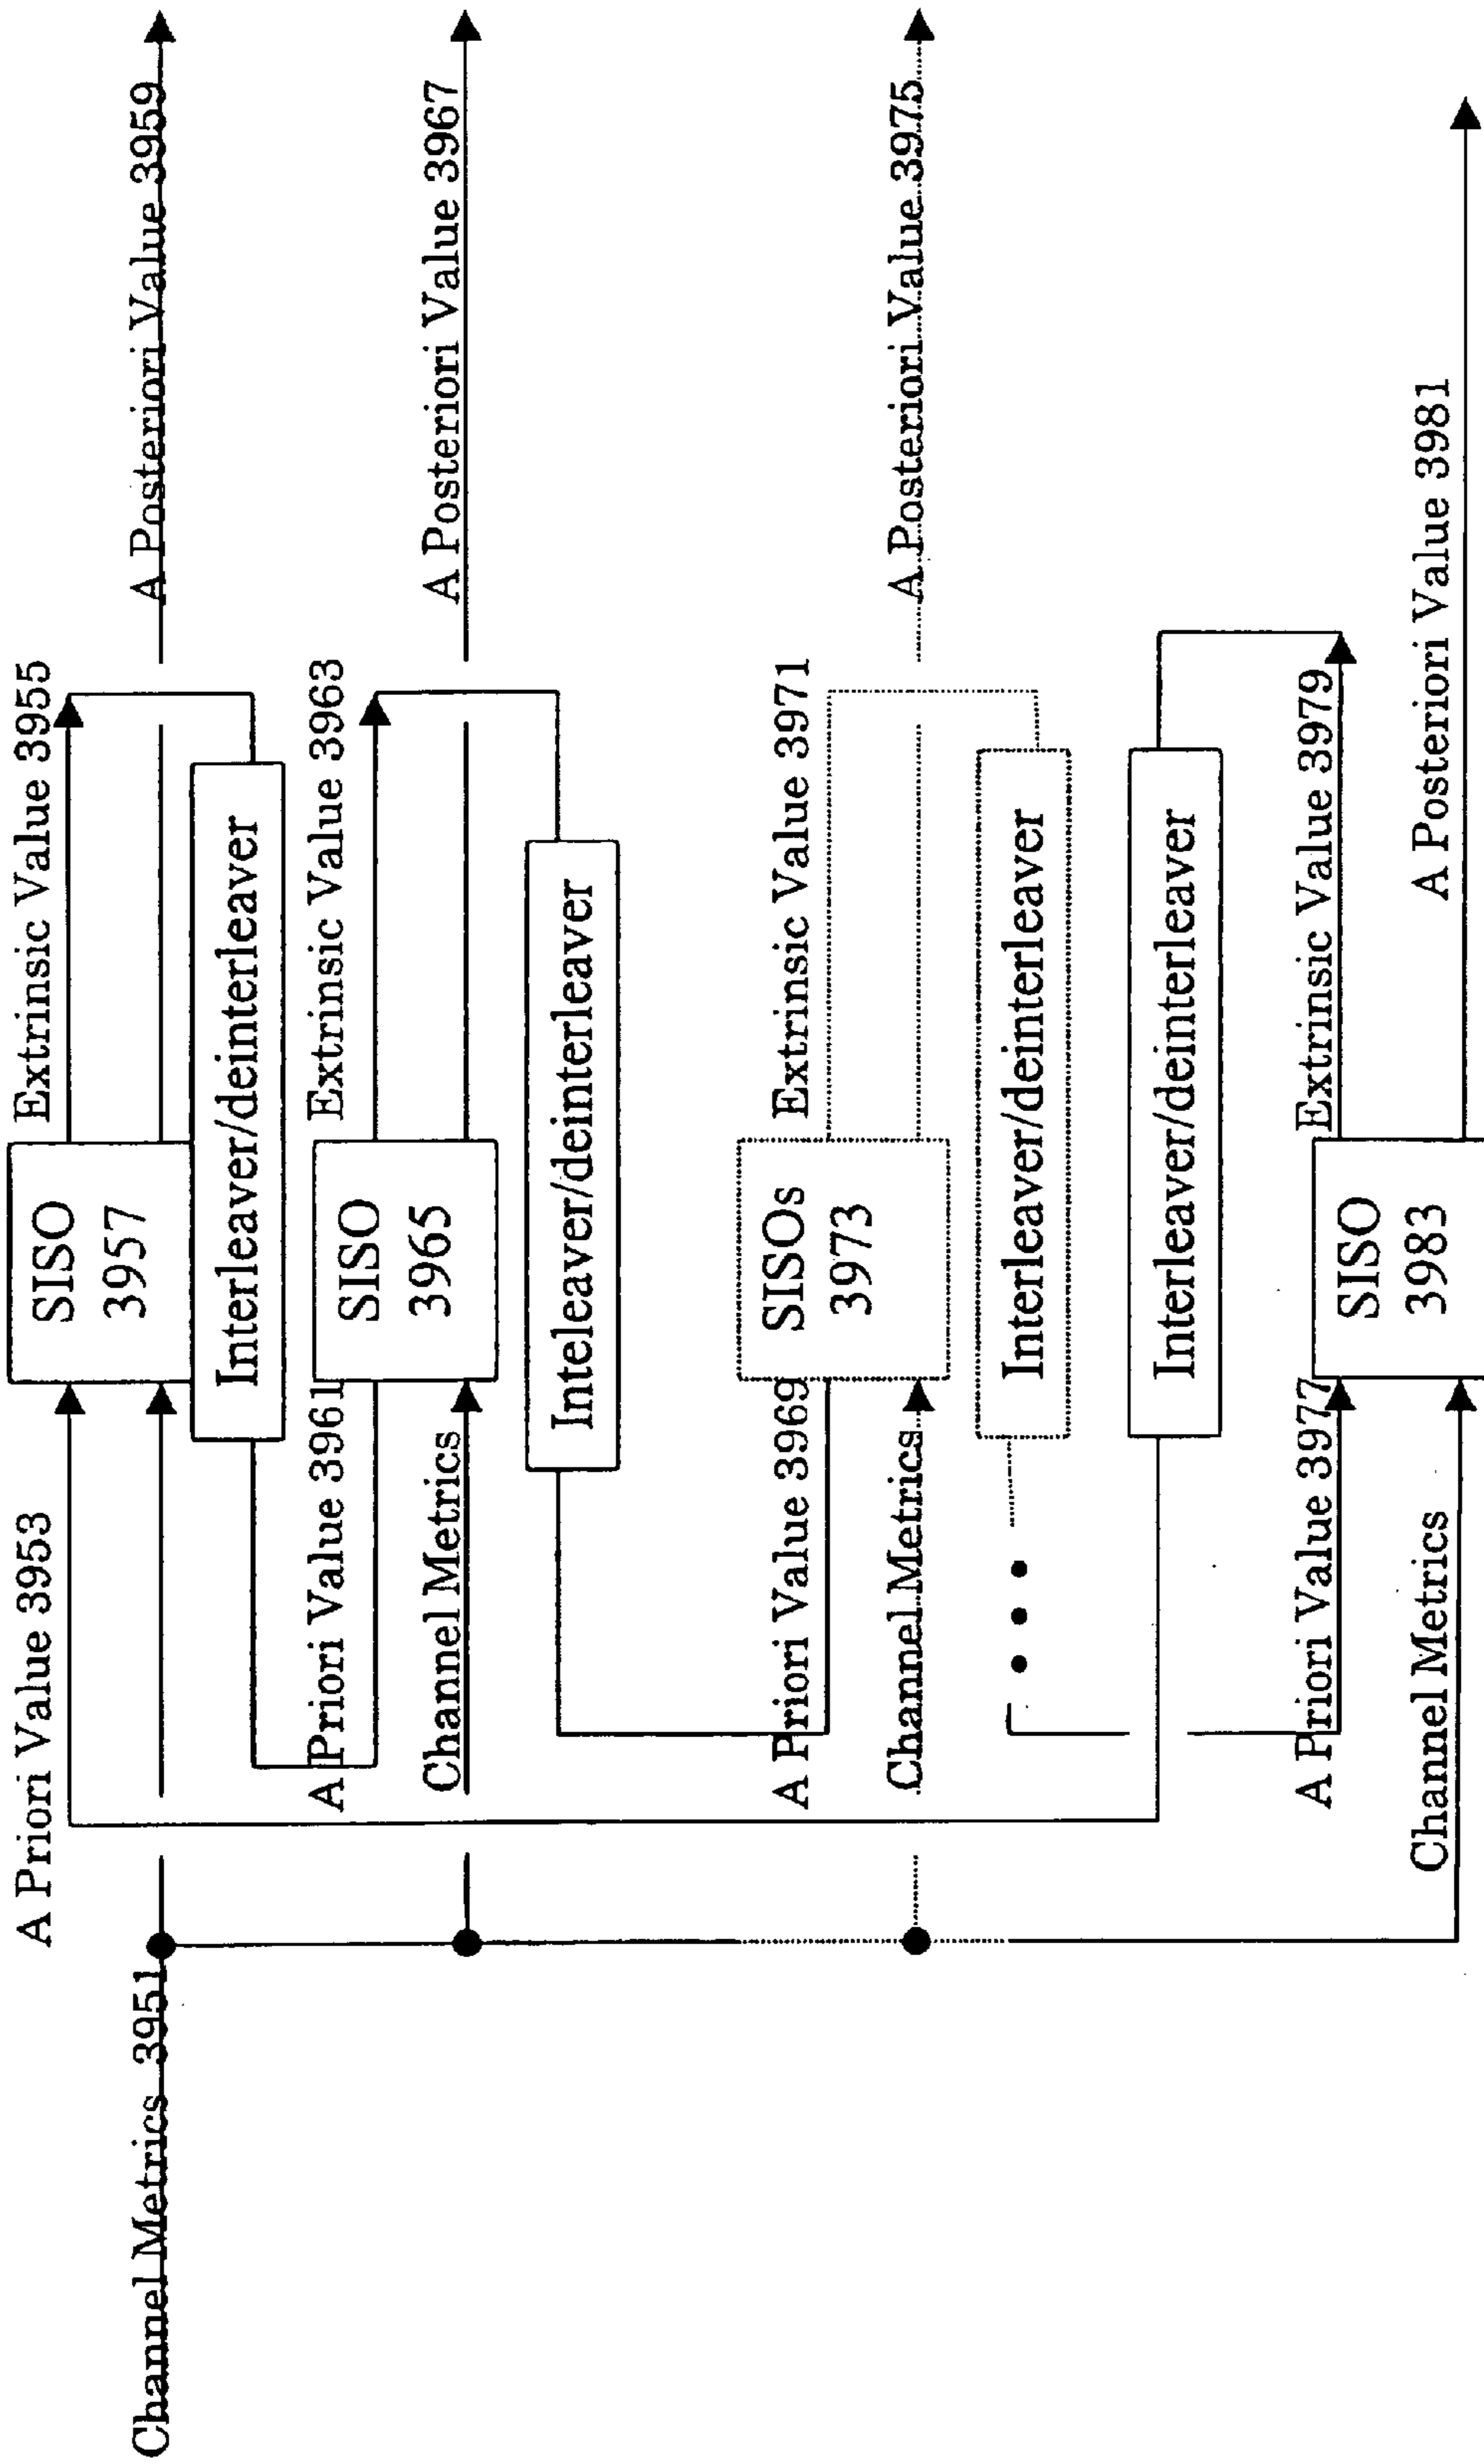 Channel Metrics 3951
A Priori Value 3953
SISO
3957
Extrinsic Value 3955
A Posteriori Value 3959
Interleaver/deinterleaver
A Priori Value 3961
Channel Metrics
SISO
3965
Extrinsic Value 3963
A Posteriori Value 3967
Inteleaver/deinterleaver
A Priori Value 3969
Channel Metrics
SISOs
3973
Extrinsic Value 3971
A Posteriori Value 3975
Interleaver/deinterleaver
Interleaver/deinterleaver
A Priori Value 3977
Channel Metrics
SISO
3983
Extrinsic Value 3979
A Posteriori Value 3981